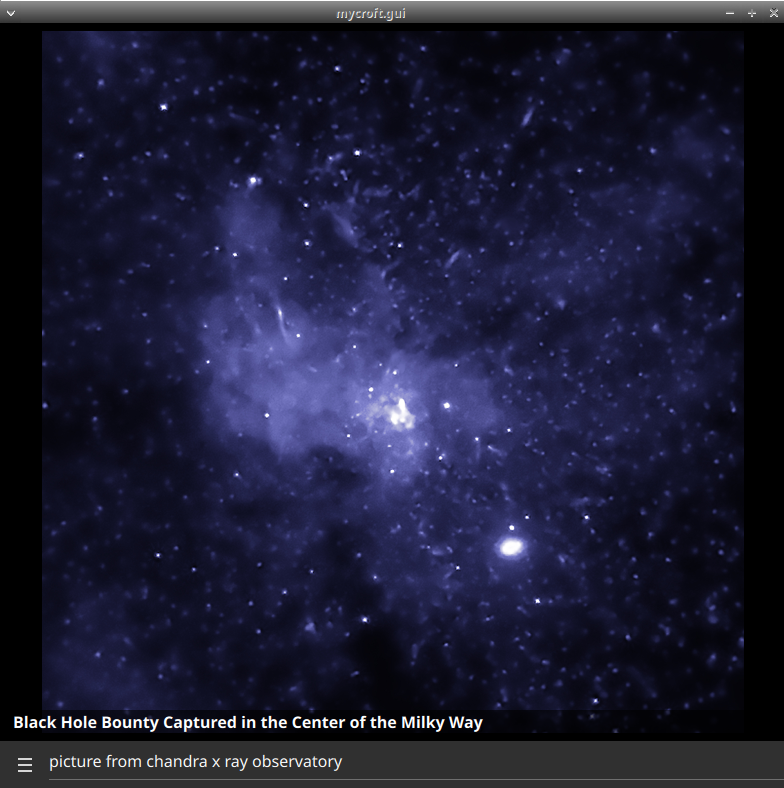 mycroft.gui
Black Hole Bounty Captured in the Center of the Milky Way
picture from chandra x ray observatory